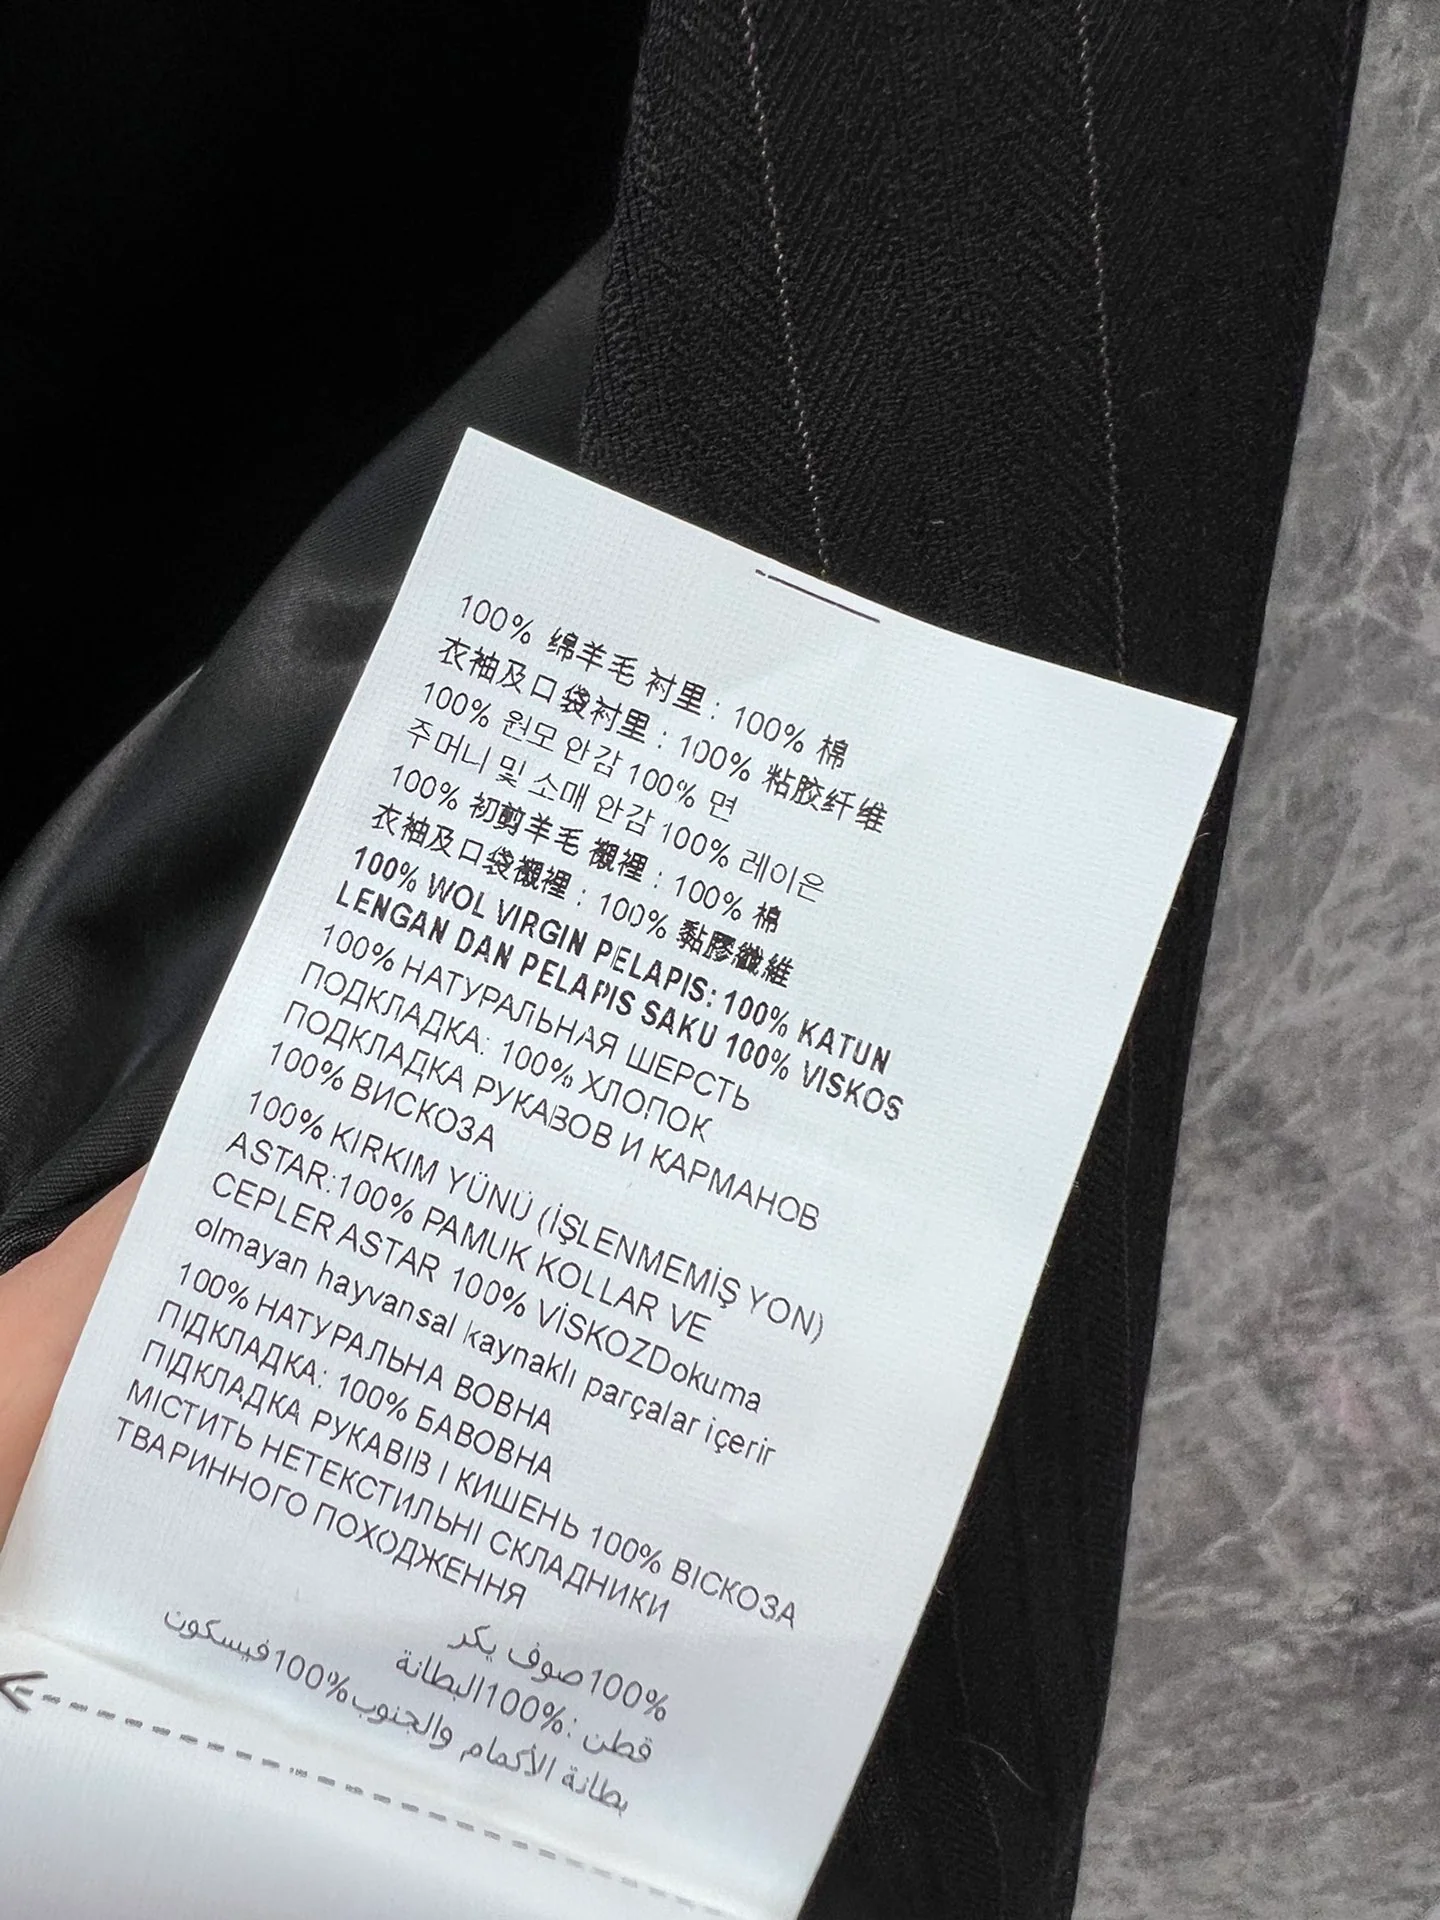 100% 绵羊毛 衬里：100% 棉
衣袖及口袋衬里：100% 粘胶纤维
100% 원모 안감 100% 면
주머니 및 소매 안감 100% 레이온
100% 初剪羊毛 襯裡：100% 棉
衣袖及口袋襯裡：100% 黏膠纖維
100% WOL VIRGIN PELAPIS: 100% KATUN
LENGAN DAN PELAPIS SAKU 100% VISKOS
100% НАТУРАЛЬНАЯ ШЕРСТЬ
ПОДКЛАДКА: 100% ХЛОПОК
ПОДКЛАДКА РУКАВОВ И КАРМАНОВ
100% ВИСКОЗА
100% KIRKIM YÜNÜ (İŞLENMEMİŞ YON)
ASTAR:100% PAMUK KOLLAR VE
CEPLER ASTAR 100% VİSKOZDokuma
olmayan hayvansal kaynaklı parçalar içerir
100% НАТУРАЛЬНА ВОВНА
ПІДКЛАДКА: 100% БАВОВНА
ПІДКЛАДКА РУКАВІВ І КИШЕНЬ 100% ВІСКОЗА
МІСТИТЬ НЕТЕКСТИЛЬНІ СКЛАДНИКИ
ТВАРИННОГО ПОХОДЖЕННЯ
100% صوف يكر
قطن :100% البطانة
بطانة الأكمام والجنوب 100% فيسكوت